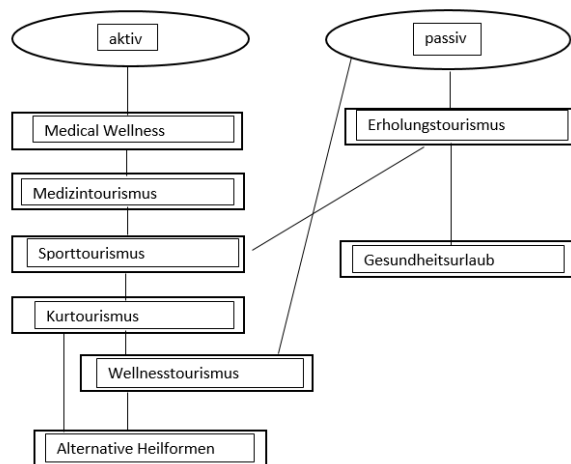 aktiv
passiv
Medical Wellness
Erholungstourismus
Medizintourismus
Sporttourismus
Gesundheitsurlaub
Kurtourismus
Wellnesstourismus
Alternative Heilformen